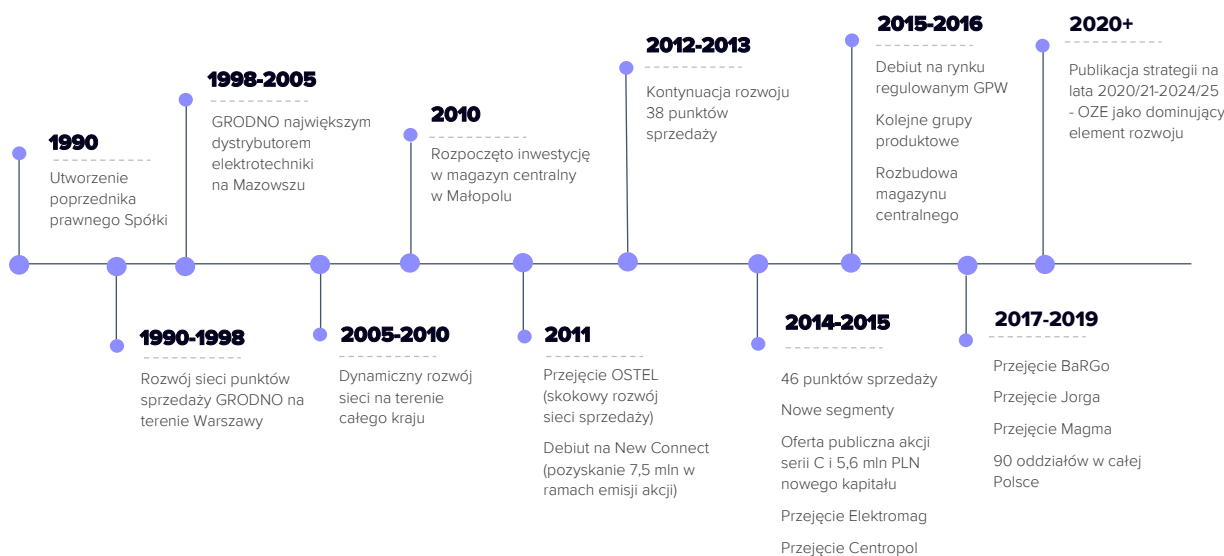 1990
Utworzenie
poprzednika
prawnego Spółki
1990-1998
Rozwój sieci punktów
sprzedaży GRODNO na
terenie Warszawy
1998-2005
GRODNO największym
dystrybutorem
elektrotechniki
na Mazowszu
2005-2010
Dynamiczny rozwój
sieci na terenie
całego kraju
2010
Rozpoczęto inwestycję
w magazyn centralny
w Małopolu
2011
Przejęcie OSTEL
(skokowy rozwój
sieci sprzedaży)
Debiut na New Connect
(pozyskanie 7,5 mln w
ramach emisji akcji)
2012-2013
Kontynuacja rozwoju
38 punktów
sprzedaży
2014-2015
46 punktów sprzedaży
Nowe segmenty
Oferta publiczna akcji
serii C i 5,6 mln PLN
nowego kapitału
Przejęcie Elektromag
Przejęcie Centropol
2015-2016
Debiut na rynku
regulowanym GPW
Kolejne grupy
produktowe
Rozbudowa
magazynu
centralnego
2017-2019
Przejęcie BaRGo
Przejęcie Jorga
Przejęcie Magma
90 oddziałów w całej
Polsce
2020+
Publikacja strategii na
lata 2020/21-2024/25
- OZE jako dominujący
element rozwoju